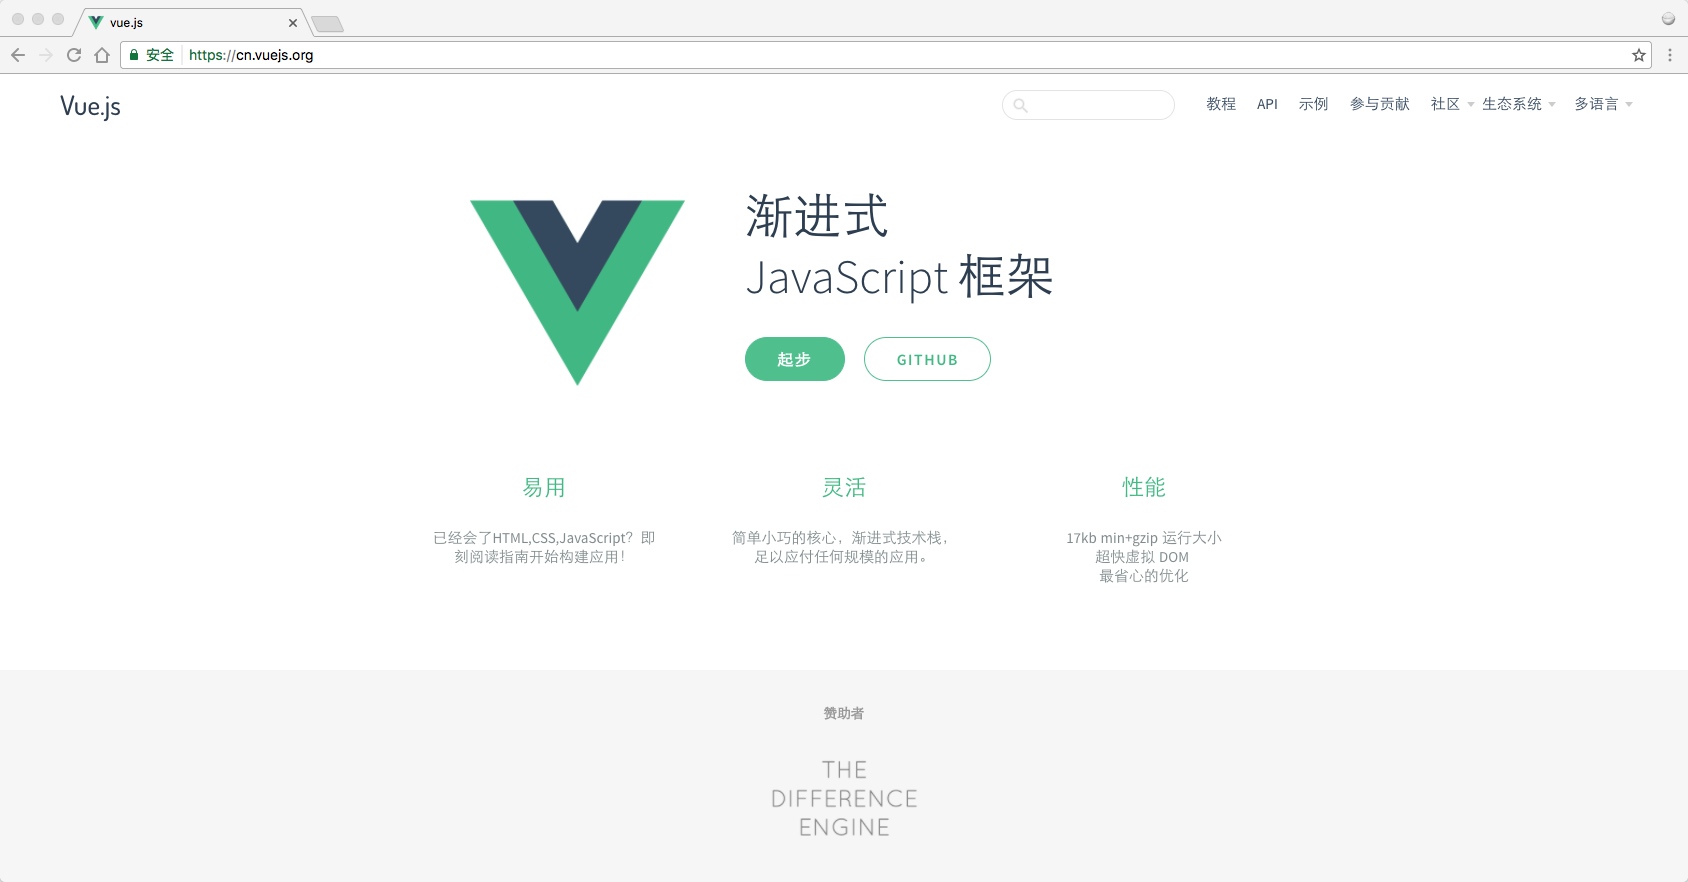 vue.js
安全 https://cn.vuejs.org
Vue.js
教程 API 示例 参与贡献 社区 生态系统 多语言
渐进式
JavaScript 框架
起步 GITHUB
易用
已经会了HTML,CSS,JavaScript？即
刻阅读指南开始构建应用！
灵活
简单小巧的核心，渐进式技术栈，
足以应付任何规模的应用。
性能
17kb min+gzip 运行大小
超快虚拟 DOM
最省心的优化
赞助者
THE
DIFFERENCE
ENGINE